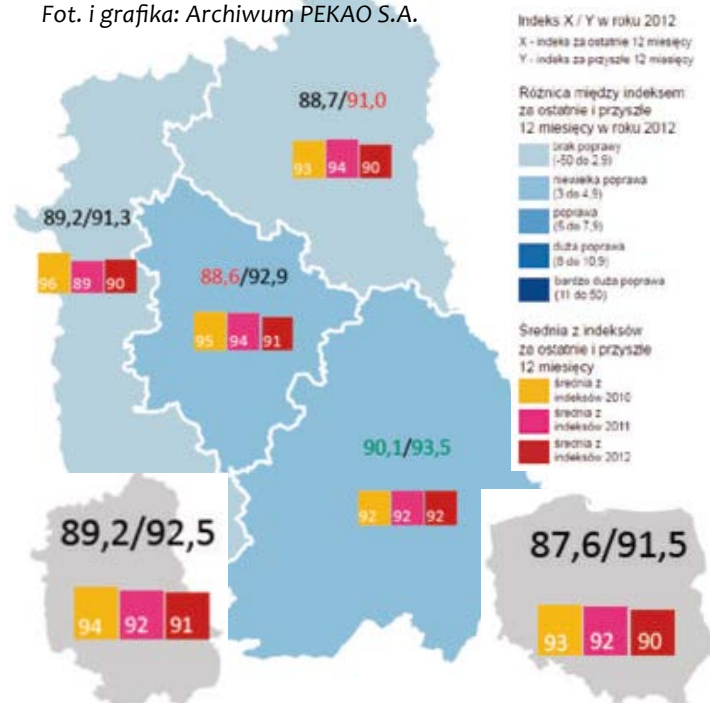 Fot. i grafika: Archiwum PEKAO S.A.
Indeks X / Y w roku 2012
X - indeks za ostatnie 12 miesięcy
Y - indeks za przyszłe 12 miesięcy
Różnica między indeksem
za ostatnie i przyszłe
12 miesięcy w roku 2012
brak poprawy
(-50 do 2,9)
niewielka poprawa
(3 do 4,9)
poprawa
(5 do 7,9)
duża poprawa
(8 do 10,9)
bardzo duża poprawa
(11 do 50)
Średnia z indeksów
za ostatnie i przyszłe
12 miesięcy
średnia z
indeksów 2010
średnia z
indeksów 2011
średnia z
indeksów 2012
88,7/91,0
93 94 90
89,2/91,3
96 89 90
88,6/92,9
95 94 91
90,1/93,5
92 92 92
89,2/92,5
94 92 91
87,6/91,5
93 92 90